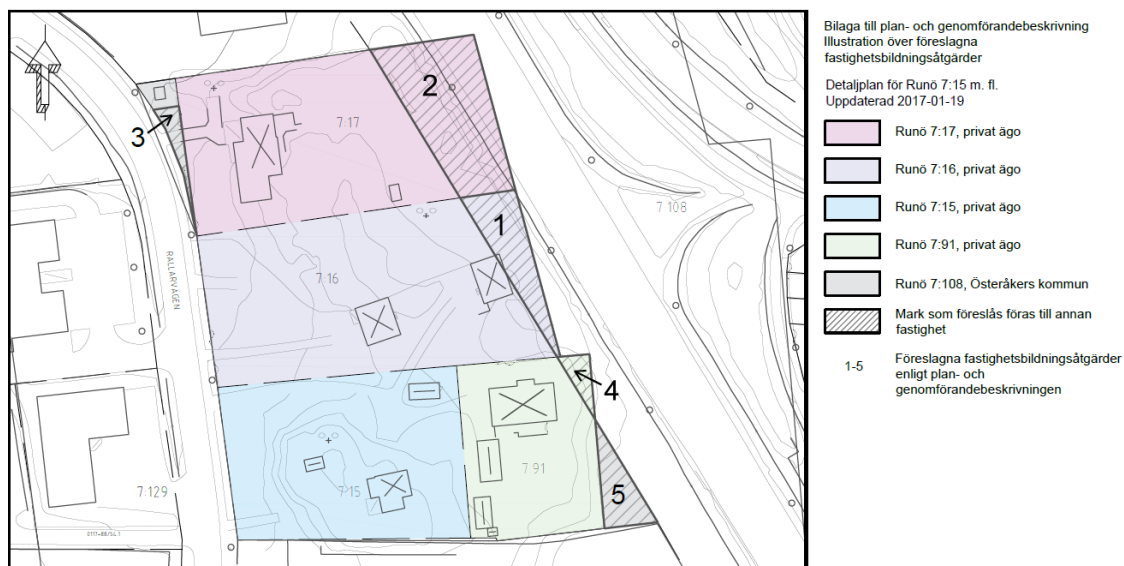 Bilaga till plan- och genomförandebeskrivning
Illustration över föreslagna
fastighetsbildningsåtgärder
Detaljplan för Runö 7:15 m. fl.
Uppdaterad 2017-01-19
Runö 7:17, privat ägo
Runö 7:16, privat ägo
Runö 7:15, privat ägo
Runö 7:91, privat ägo
Runö 7:108, Österåkers kommun
Mark som föreslås föras till annan
fastighet
1-5
Föreslagna fastighetsbildningsåtgärder
enligt plan- och
genomförandebeskrivningen
2
3
7:17
7:108
1
RALLARVÄGEN
7:16
4
7:91
7:15
7:129
5